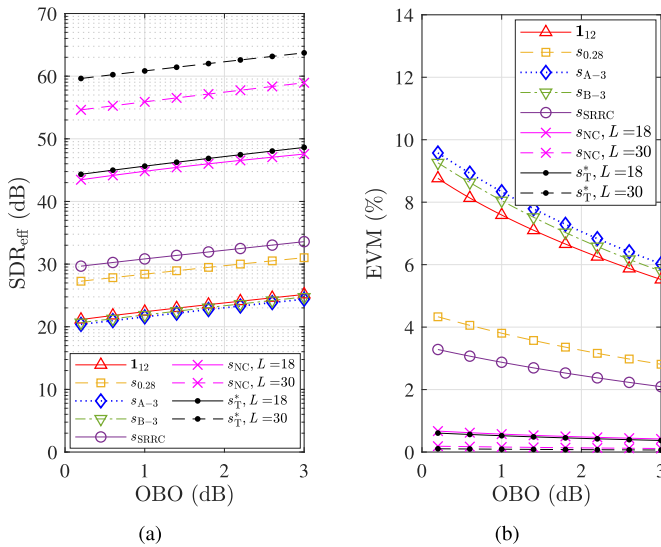 70
60
50
40
30
20
10
0
SDR_eff (dB)
1_12
s_0.28
s_A−3
s_B−3
s_SRRC
s_NC, L =18
s_NC, L =30
s*_T, L =18
s*_T, L =30
0 1 2 3
OBO (dB)
(a)
14
12
10
8
6
4
2
0
EVM (%)
1_12
s_0.28
s_A−3
s_B−3
s_SRRC
s_NC, L =18
s_NC, L =30
s*_T, L =18
s*_T, L =30
0 1 2 3
OBO (dB)
(b)